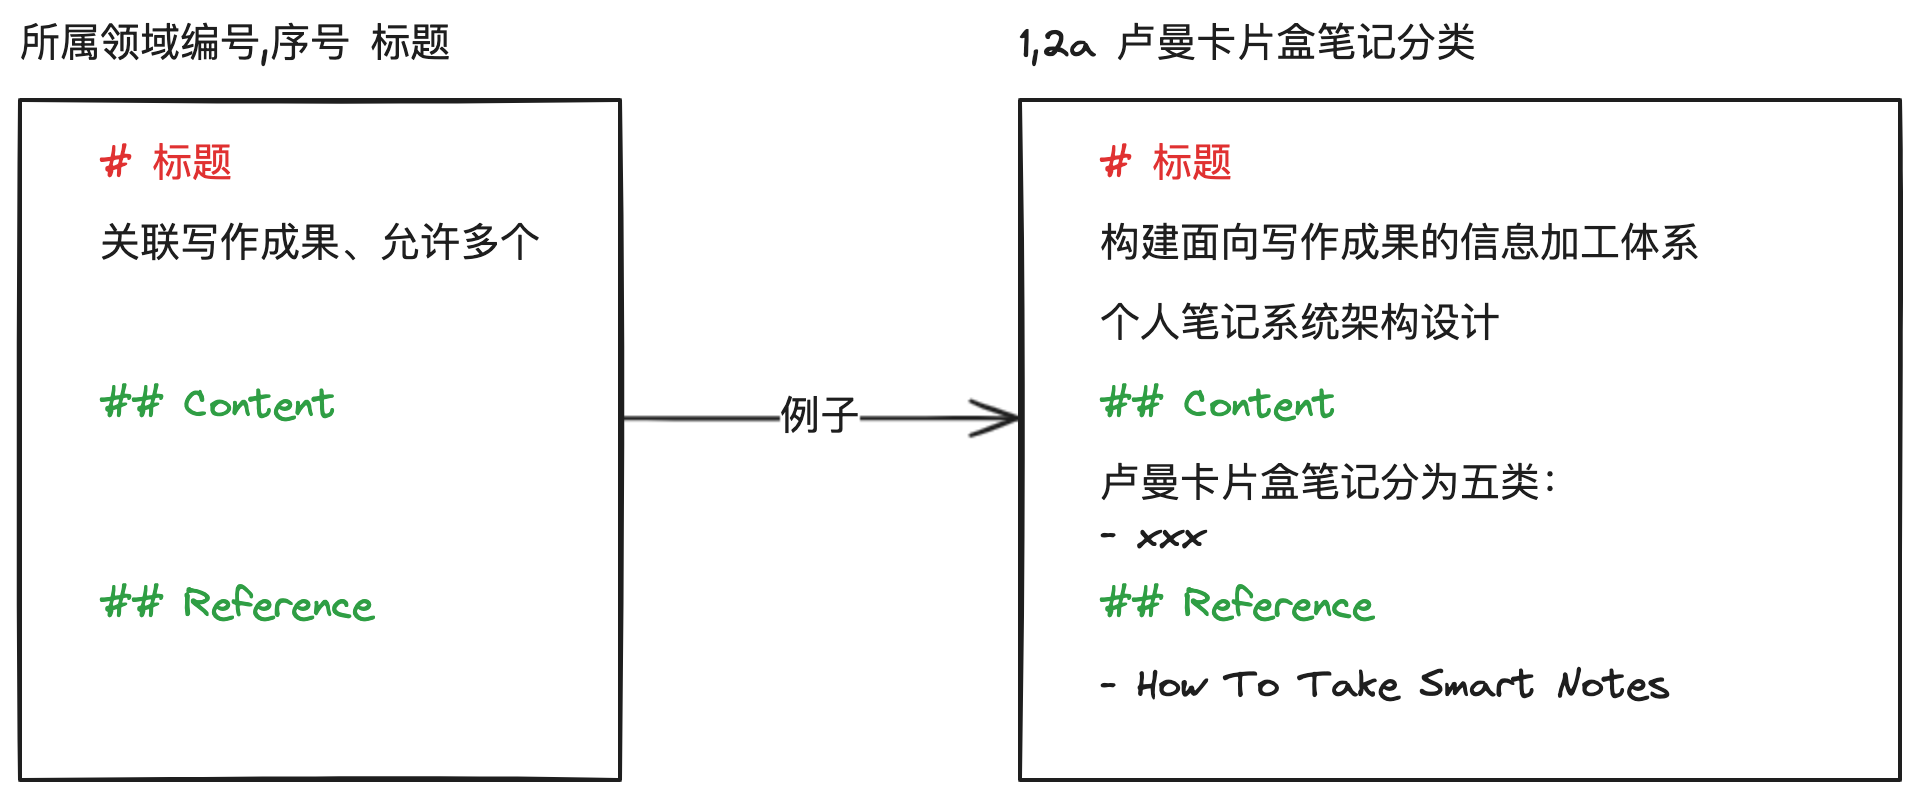 所属领域编号,序号 标题
# 标题
关联写作成果、允许多个
## Content
## Reference
例子
1,2a 卢曼卡片盒笔记分类
# 标题
构建面向写作成果的信息加工体系
个人笔记系统架构设计
## Content
卢曼卡片盒笔记分为五类：
- xxx
## Reference
- How To Take Smart Notes